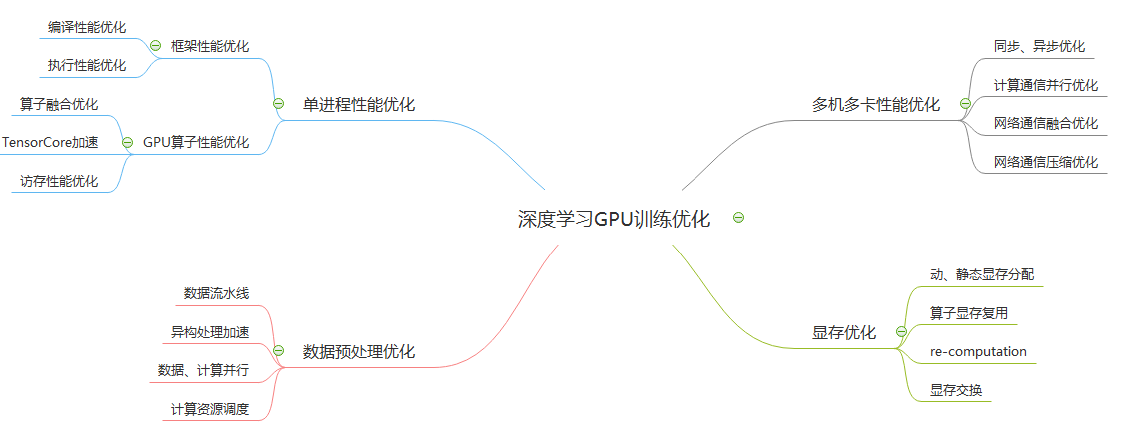 深度学习GPU训练优化
单进程性能优化
框架性能优化
编译性能优化
执行性能优化
GPU算子性能优化
算子融合优化
TensorCore加速
访存性能优化
数据预处理优化
数据流水线
异构处理加速
数据、计算并行
计算资源调度
多机多卡性能优化
同步、异步优化
计算通信并行优化
网络通信融合优化
网络通信压缩优化
显存优化
动、静态显存分配
算子显存复用
re-computation
显存交换